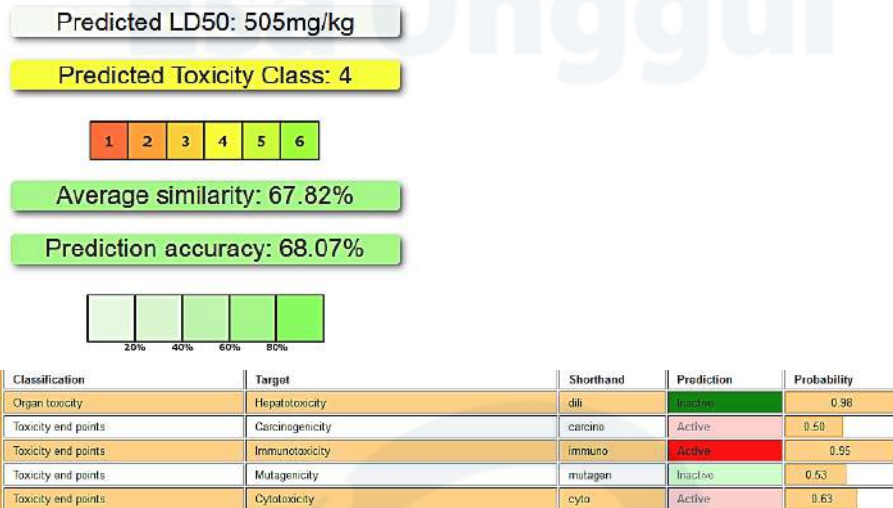 Esa Unggul
Predicted LD50: 505mg/kg
Predicted Toxicity Class: 4
1 2 3 4 5 6
Average similarity: 67.82%
Prediction accuracy: 68.07%
20% 40% 60% 80%
Classification Target Shorthand Prediction Probability
Organ toxicity Hepatotoxicity dili Inactive 0.98
Toxicity end points Carcinogenicity carcino Active 0.50
Toxicity end points Immunotoxicity immuno Active 0.95
Toxicity end points Mutagenicity mutagen Inactive 0.53
Toxicity end points Cytotoxicity cyto Active 0.63